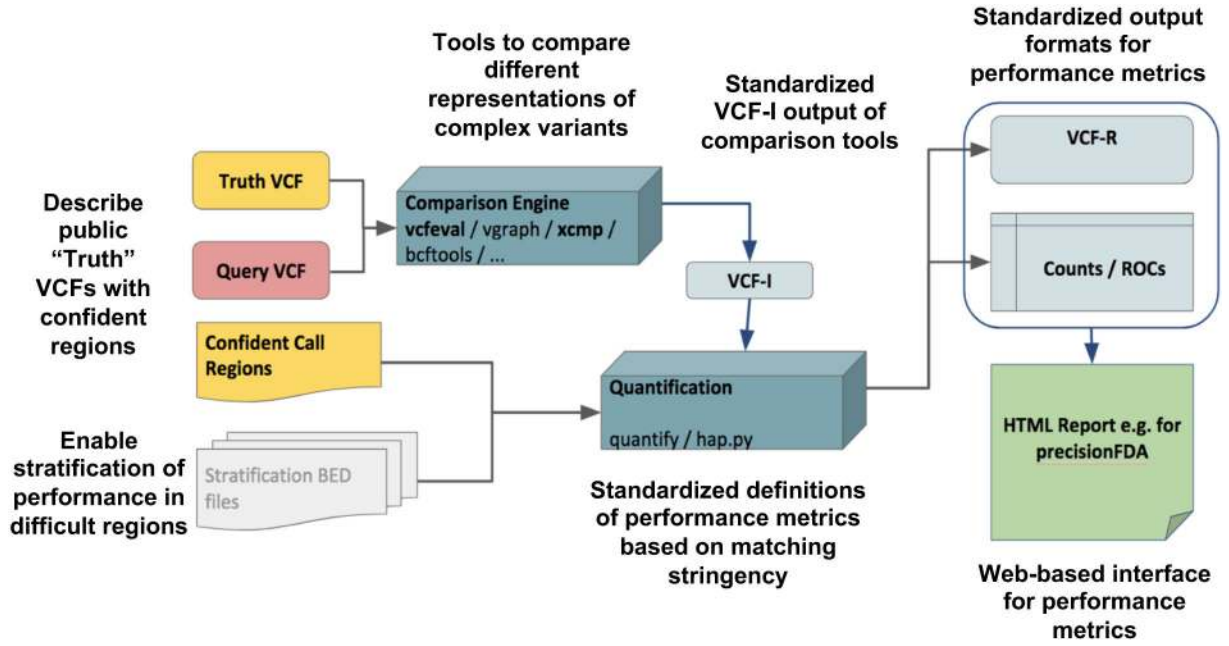 Tools to compare
different
representations of
complex variants
Standardized
VCF-I output of
comparison tools
Standardized output
formats for
performance metrics
Describe
public
“Truth”
VCFs with
confident
regions
Truth VCF
Query VCF
Comparison Engine
vcfeval / vgraph / xcmp /
bcftools / ...
VCF-I
VCF-R
Counts / ROCs
Confident Call
Regions
Enable
stratification of
performance in
difficult regions
Stratification BED
files
Quantification
quantify / hap.py
Standardized definitions
of performance metrics
based on matching
stringency
HTML Report e.g. for
precisionFDA
Web-based interface
for performance
metrics